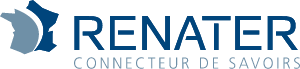 RENATER
CONNECTEUR DE SAVOIRS